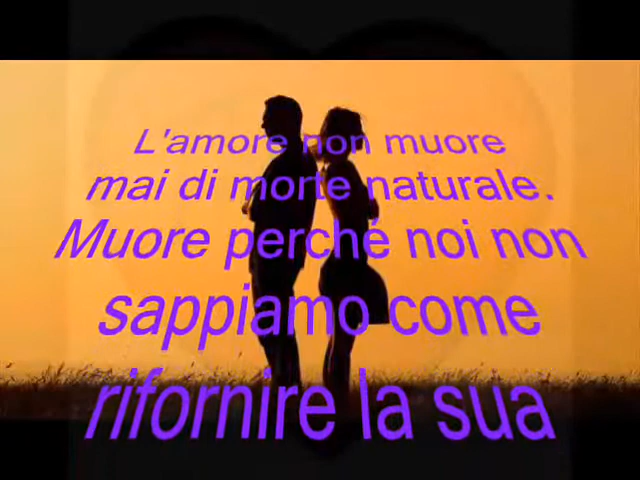 L'amore non muore
mai di morte naturale.
Muore perché noi non
sappiamo come
rifornire la sua